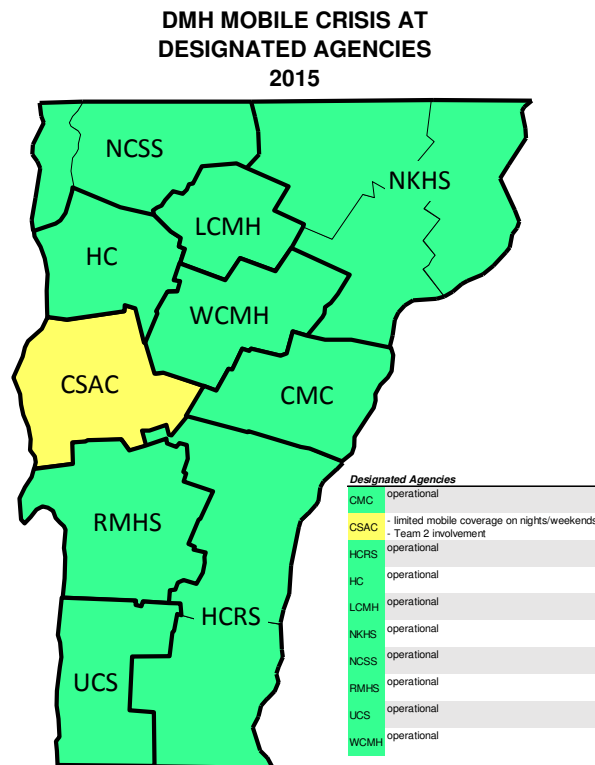 DMH MOBILE CRISIS AT
DESIGNATED AGENCIES
2015
NCSS
NKHS
LCMH
HC
WCMH
CSAC
CMC
RMHS
HCRS
UCS
Designated Agencies
CMC operational
CSAC - limited mobile coverage on nights/weekends
- Team 2 involvement
HCRS operational
HC operational
LCMH operational
NKHS operational
NCSS operational
RMHS operational
UCS operational
WCMH operational